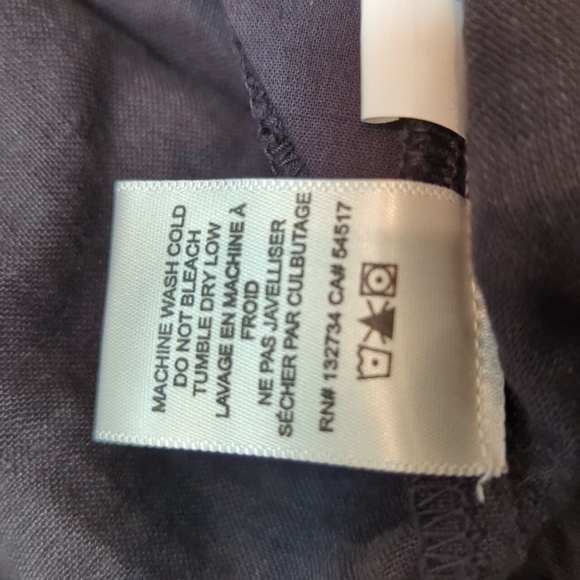 MACHINE WASH COLD
DO NOT BLEACH
TUMBLE DRY LOW
LAVAGE EN MACHINE À
FROID
NE PAS JAVELLISER
SÉCHER PAR CULBUTAGE
RN# 132734 CA# 54517